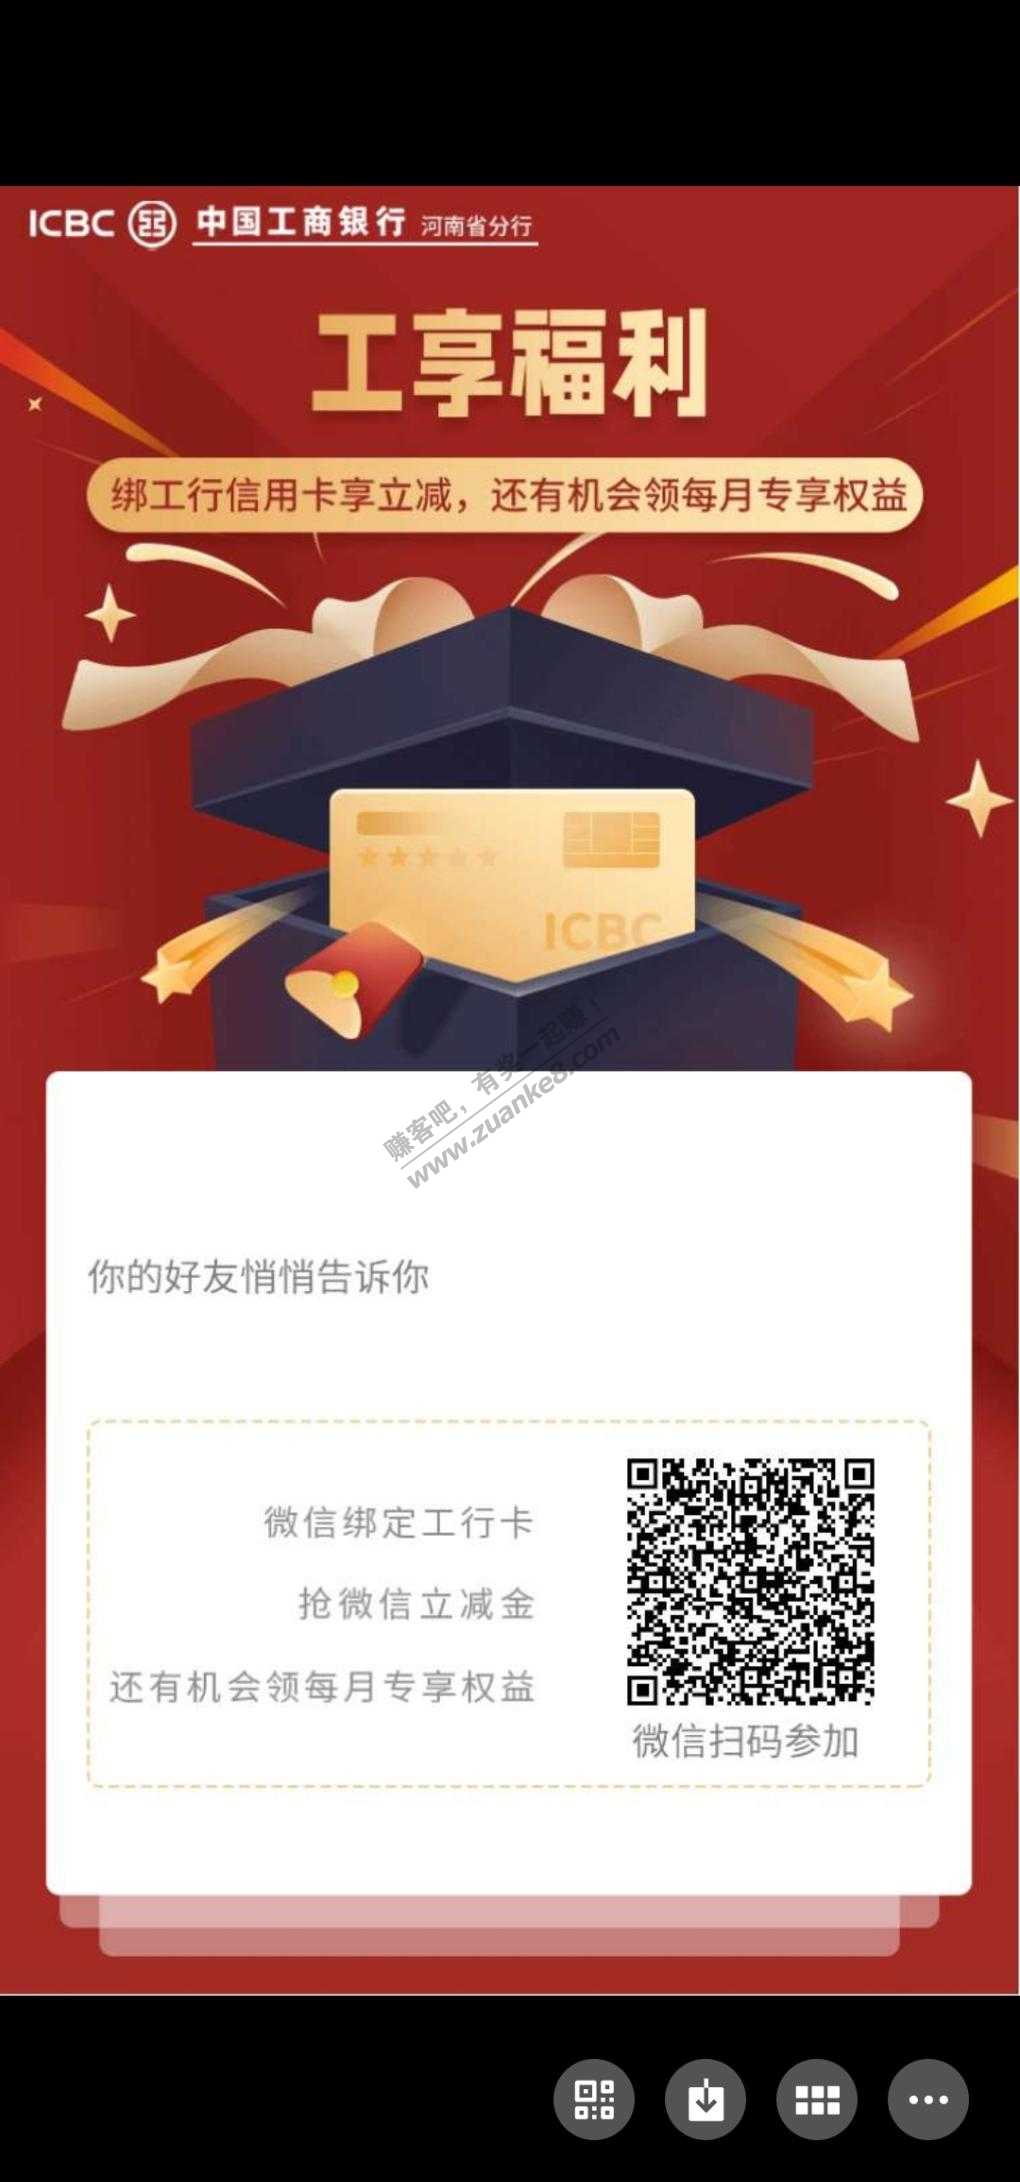 ICBC 中国工商银行 河南省分行
工享福利
绑工行信用卡享立减，还有机会领每月专享权益
ICBC
赚客吧，有奖一起赚！
www.zuanke8.com
你的好友悄悄告诉你
微信绑定工行卡
抢微信立减金
还有机会领每月专享权益
微信扫码参加